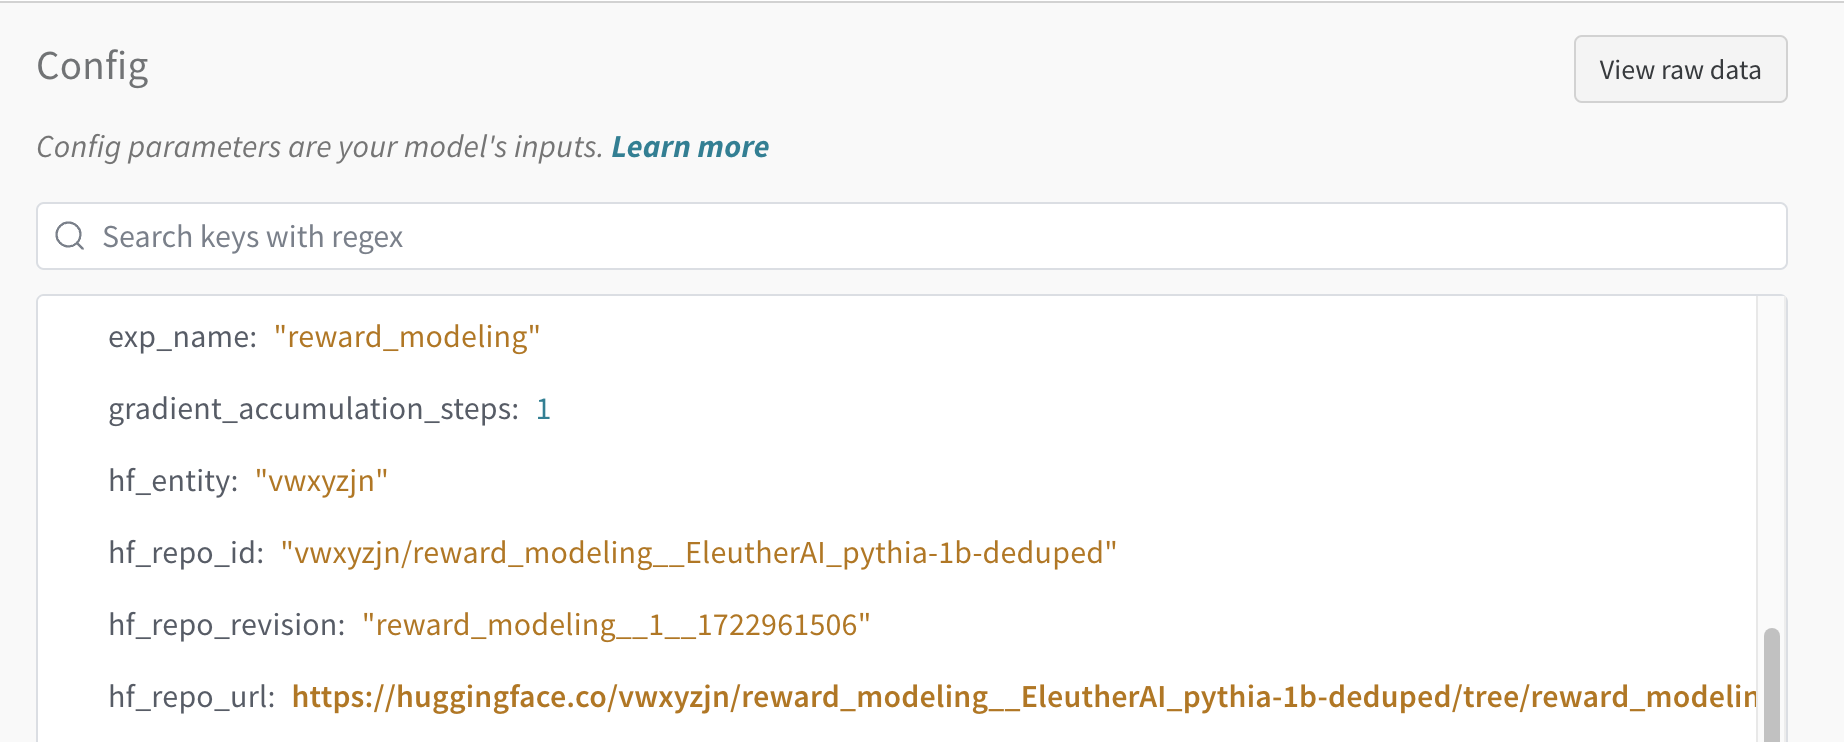 Config
View raw data
Config parameters are your model's inputs. Learn more
Search keys with regex
exp_name: "reward_modeling"
gradient_accumulation_steps: 1
hf_entity: "vwxyzjn"
hf_repo_id: "vwxyzjn/reward_modeling__EleutherAI_pythia-1b-deduped"
hf_repo_revision: "reward_modeling__1__1722961506"
hf_repo_url: https://huggingface.co/vwxyzjn/reward_modeling__EleutherAI_pythia-1b-deduped/tree/reward_modelin